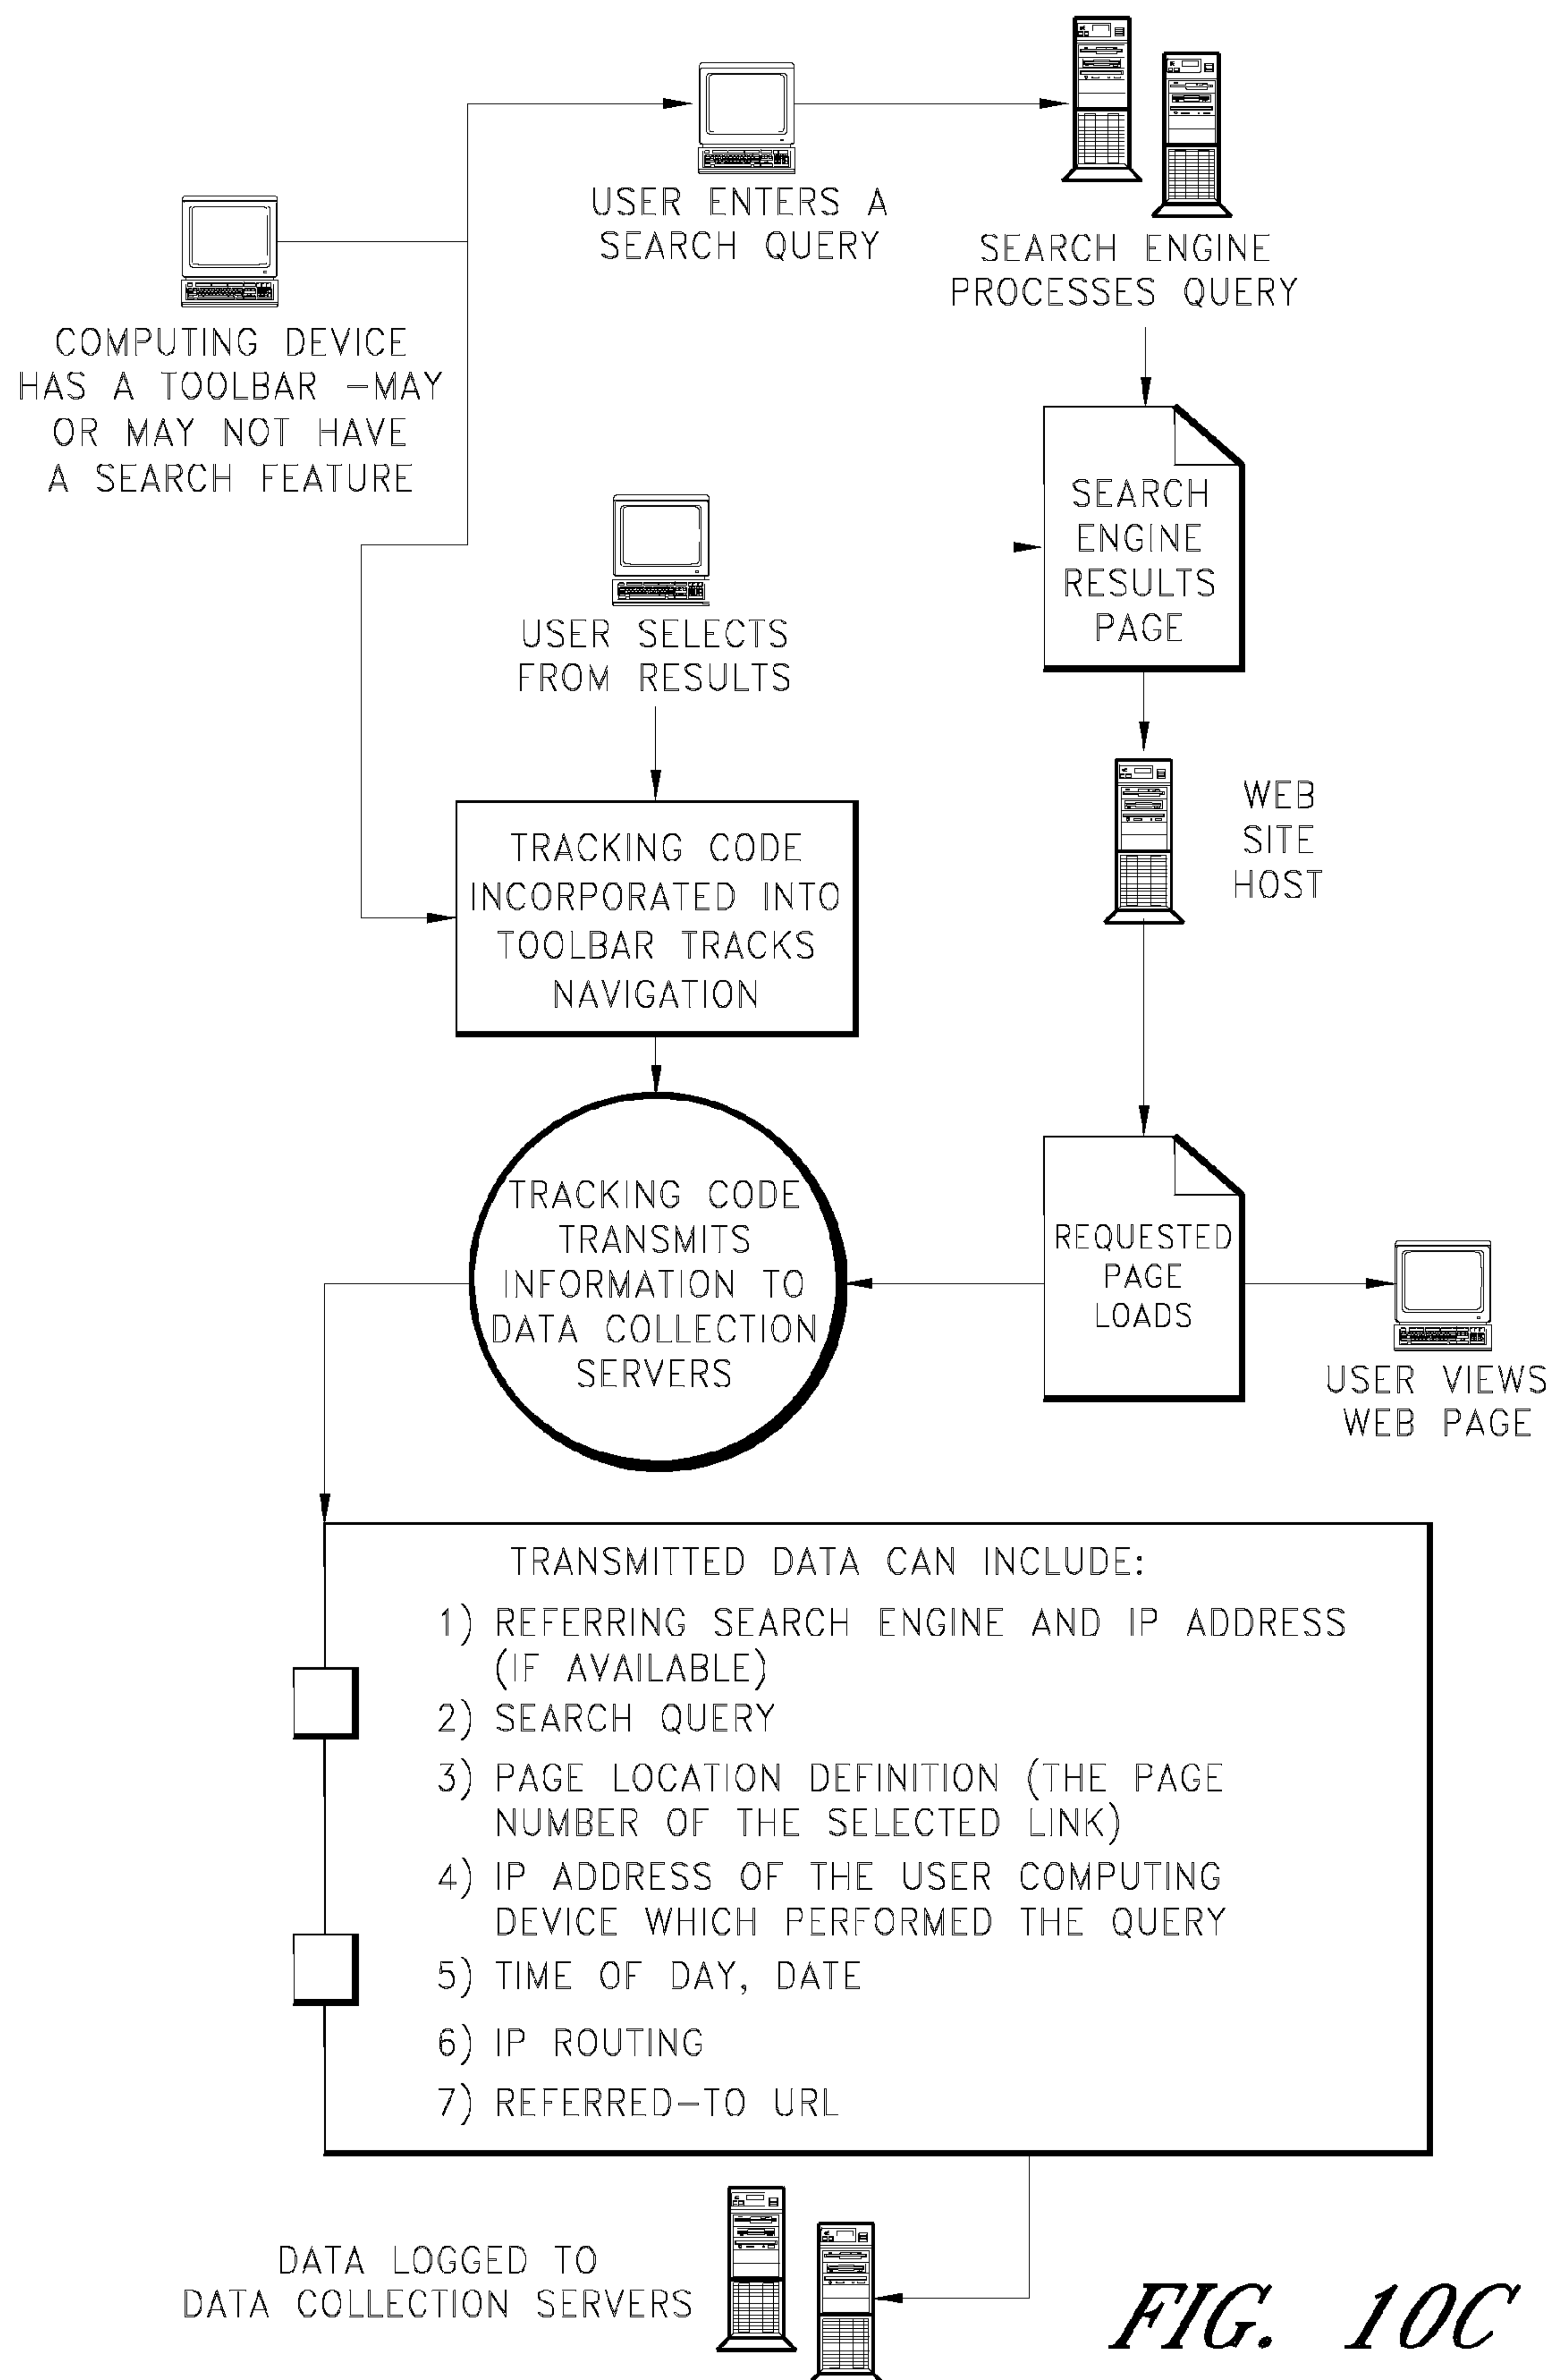 USER ENTERS A
SEARCH QUERY
SEARCH ENGINE
PROCESSES QUERY
COMPUTING DEVICE
HAS A TOOLBAR –MAY
OR MAY NOT HAVE
A SEARCH FEATURE
SEARCH
ENGINE
RESULTS
PAGE
USER SELECTS
FROM RESULTS
WEB
SITE
HOST
TRACKING CODE
INCORPORATED INTO
TOOLBAR TRACKS
NAVIGATION
TRACKING CODE
TRANSMITS
INFORMATION TO
DATA COLLECTION
SERVERS
REQUESTED
PAGE
LOADS
USER VIEWS
WEB PAGE
TRANSMITTED DATA CAN INCLUDE:
1) REFERRING SEARCH ENGINE AND IP ADDRESS
(IF AVAILABLE)
2) SEARCH QUERY
3) PAGE LOCATION DEFINITION (THE PAGE
NUMBER OF THE SELECTED LINK)
4) IP ADDRESS OF THE USER COMPUTING
DEVICE WHICH PERFORMED THE QUERY
5) TIME OF DAY, DATE
6) IP ROUTING
7) REFERRED–TO URL
DATA LOGGED TO
DATA COLLECTION SERVERS
FIG. 10C